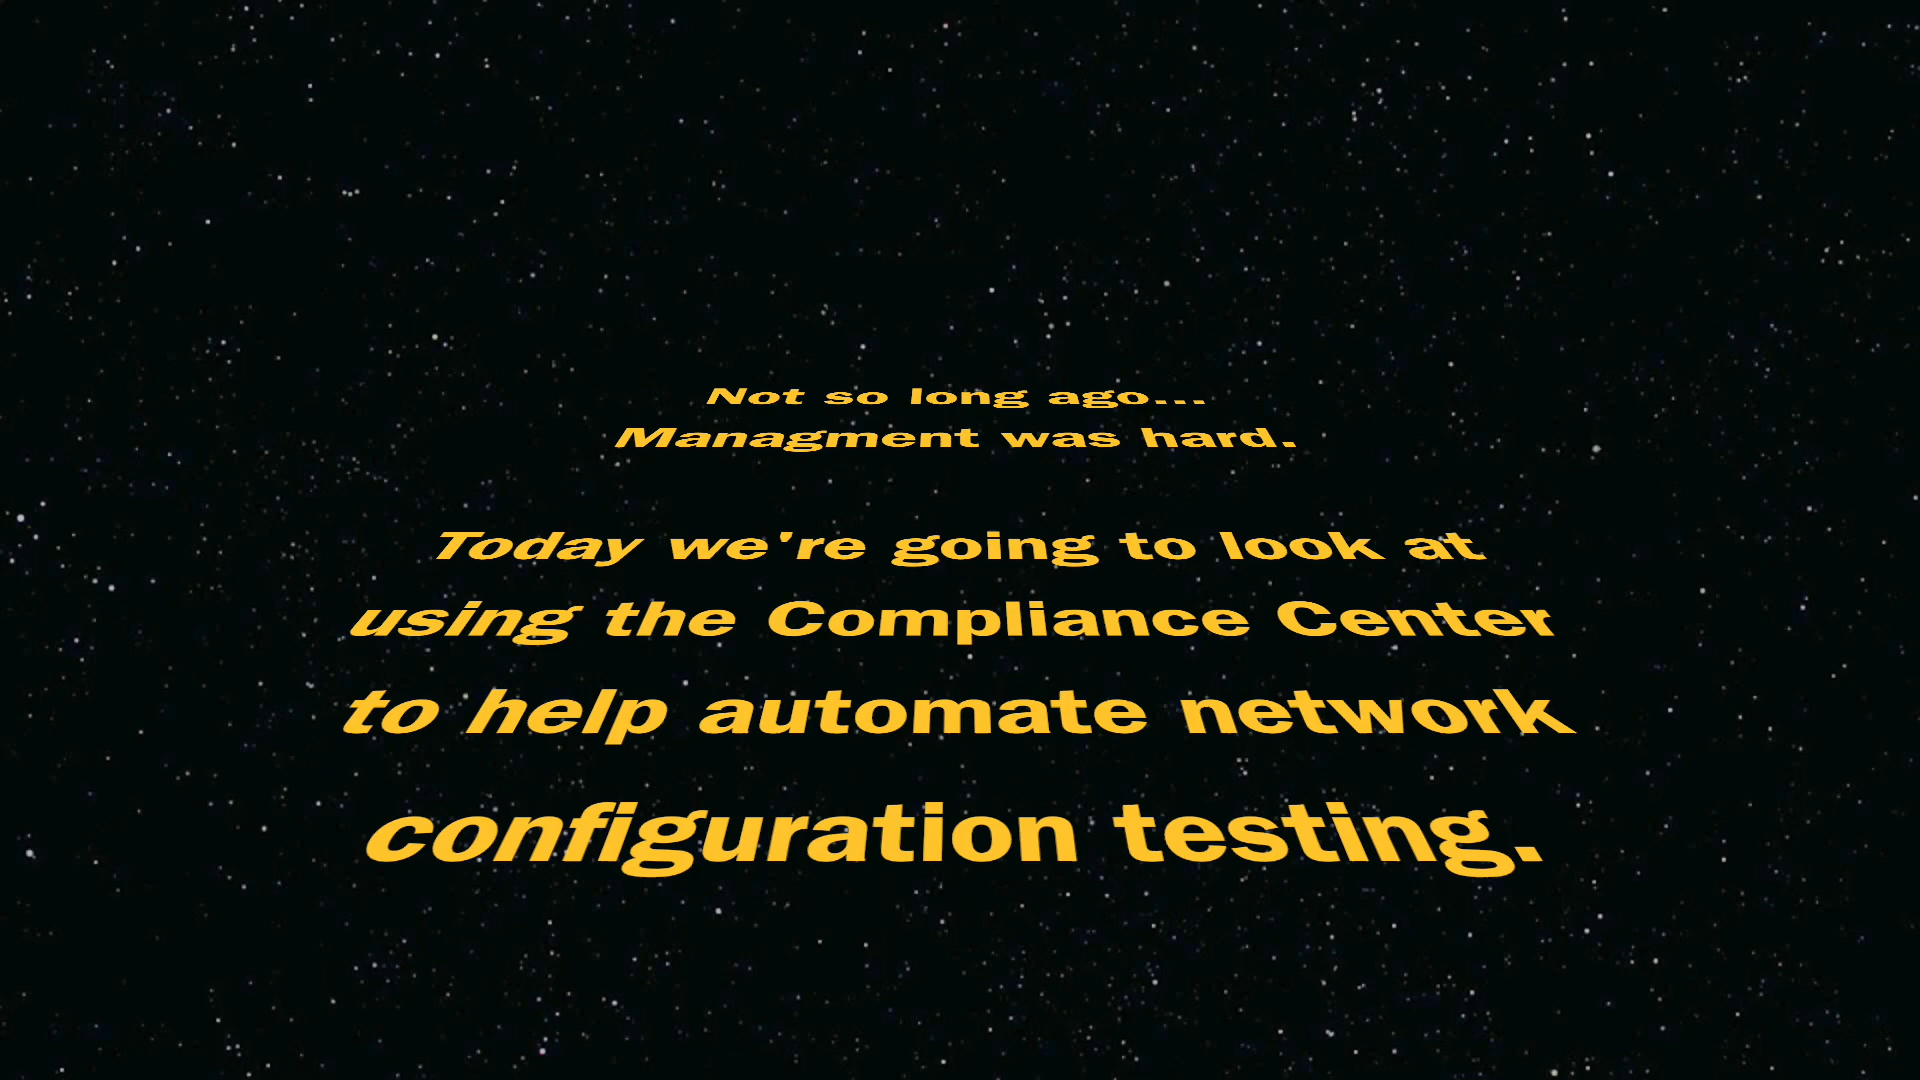 Not so long ago...
Managment was hard.
Today we're going to look at
using the Compliance Center
to help automate network
configuration testing.